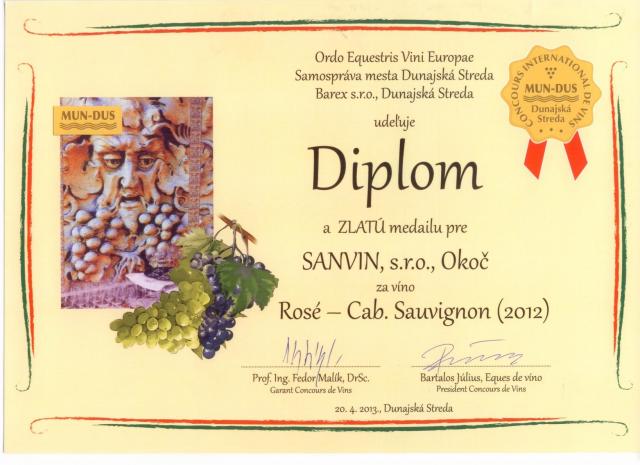 Ordo Equestris Vini Europae
Samospráva mesta Dunajská Streda
Barex s.r.o., Dunajská Streda
udeľuje
MUN-DUS
CONCOURS INTERNATIONAL DE VINS
MUN-DUS
Dunajská
Streda
Diplom
a ZLATÚ medailu pre
SANVIN, s.r.o., Okoč
za víno
Rosé – Cab. Sauvignon (2012)
Prof. Ing. Fedor Malík, DrSc.
Garant Concours de Vins
Bartalos Július, Eques de vino
President Concours de Vins
20. 4. 2013., Dunajská Streda